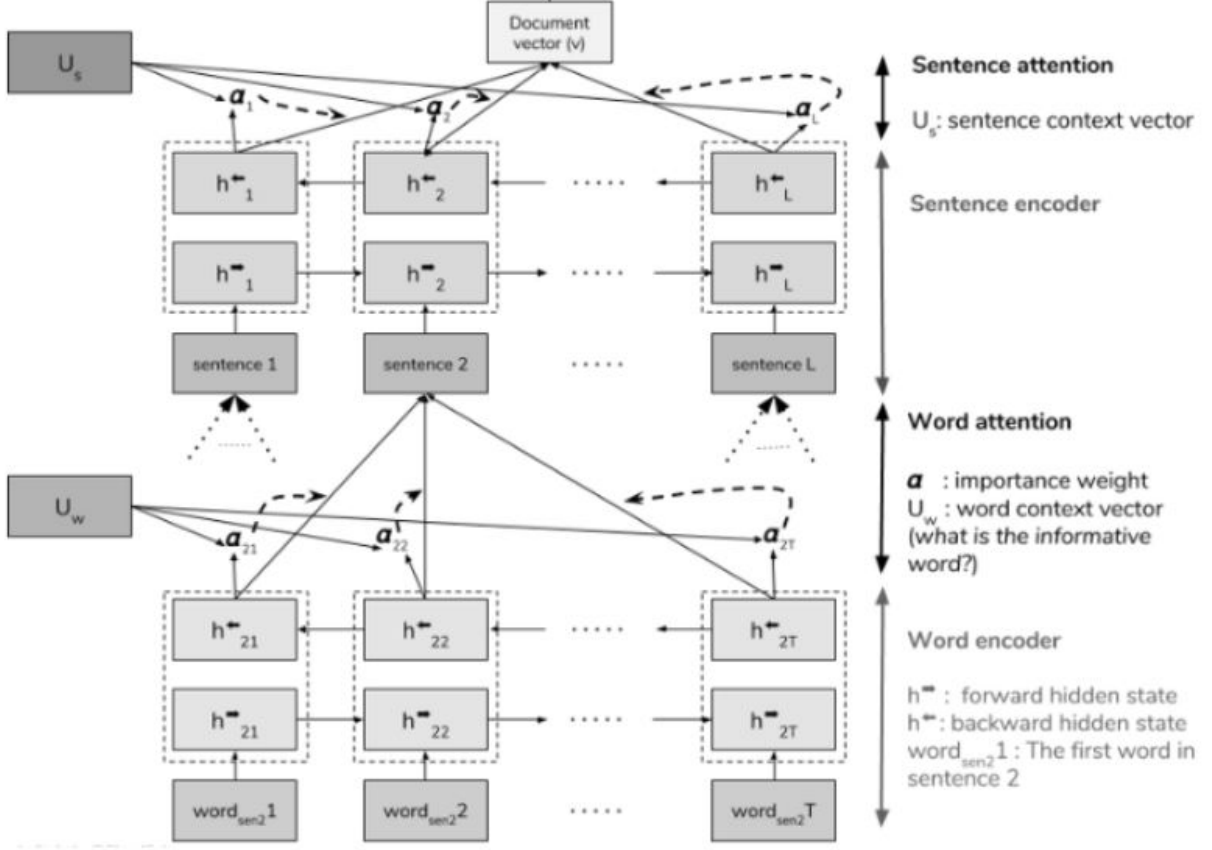 Document
vector (v)
U_s
a_1
a_2
a_L
Sentence attention
U_s: sentence context vector
h⬅_1
h⬅_2
.....
h⬅_L
Sentence encoder
h➡_1
h➡_2
.....
h➡_L
sentence 1
sentence 2
.....
sentence L
Word attention
a : importance weight
U_w : word context vector
(what is the informative
word?)
U_w
a_21
a_22
a_2T
h⬅_21
h⬅_22
.....
h⬅_2T
Word encoder
h➡_21
h➡_22
.....
h➡_2T
h➡ : forward hidden state
h⬅ : backward hidden state
word_sen2 1 : The first word in
sentence 2
word_sen2 1
word_sen2 2
.....
word_sen2 T